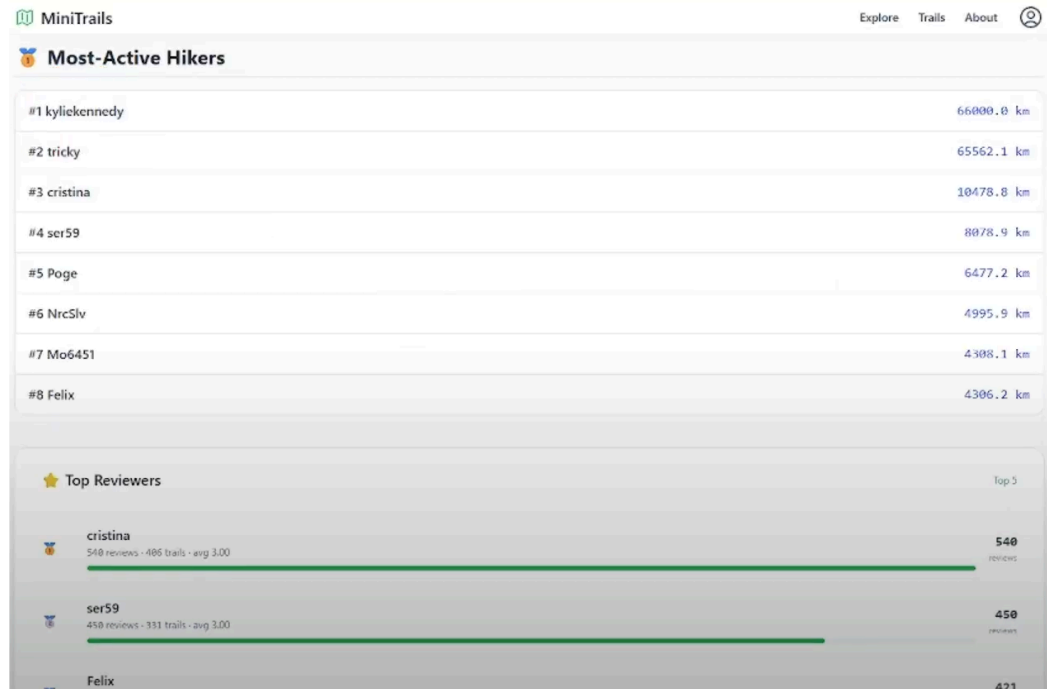 MiniTrails
Explore Trails About
Most-Active Hikers
#1 kyliekennedy 66000.0 km
#2 tricky 65562.1 km
#3 cristina 10478.8 km
#4 ser59 8078.9 km
#5 Poge 6477.2 km
#6 NrcSlv 4995.9 km
#7 Mo6451 4308.1 km
#8 Felix 4306.2 km
Top Reviewers Top 5
cristina
540 reviews · 406 trails · avg 3.00
540
reviews
ser59
450 reviews · 331 trails · avg 3.00
450
reviews
Felix
421